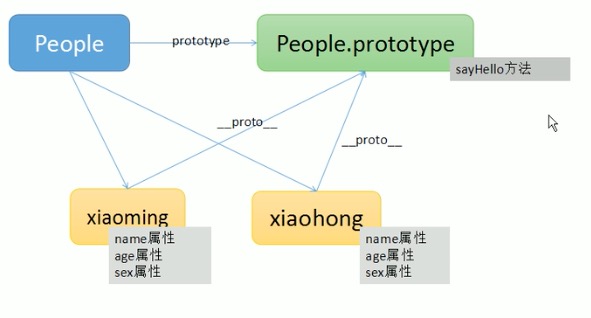 People
prototype
People.prototype
sayHello方法
__proto__
__proto__
xiaoming
name属性
age属性
sex属性
xiaohong
name属性
age属性
sex属性